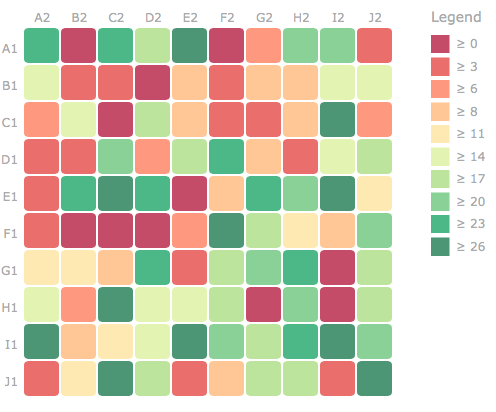 A2 B2 C2 D2 E2 F2 G2 H2 I2 J2
A1
B1
C1
D1
E1
F1
G1
H1
I1
J1
Legend
≥ 0
≥ 3
≥ 6
≥ 8
≥ 11
≥ 14
≥ 17
≥ 20
≥ 23
≥ 26